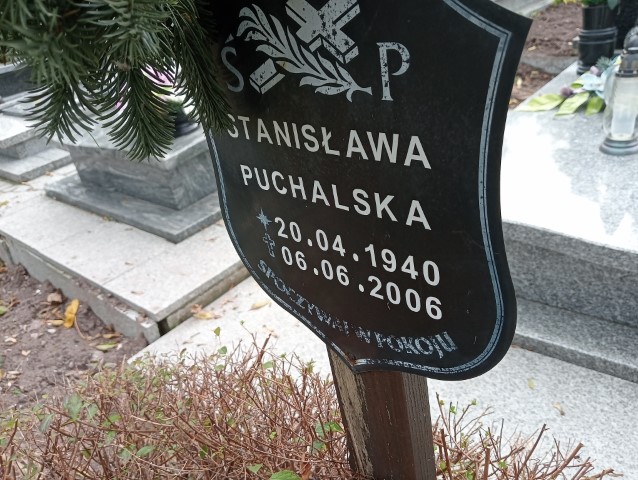 Ś P
STANISŁAWA
PUCHALSKA
20.04.1940
06.06.2006
SPOCZYWAJ W POKOJU